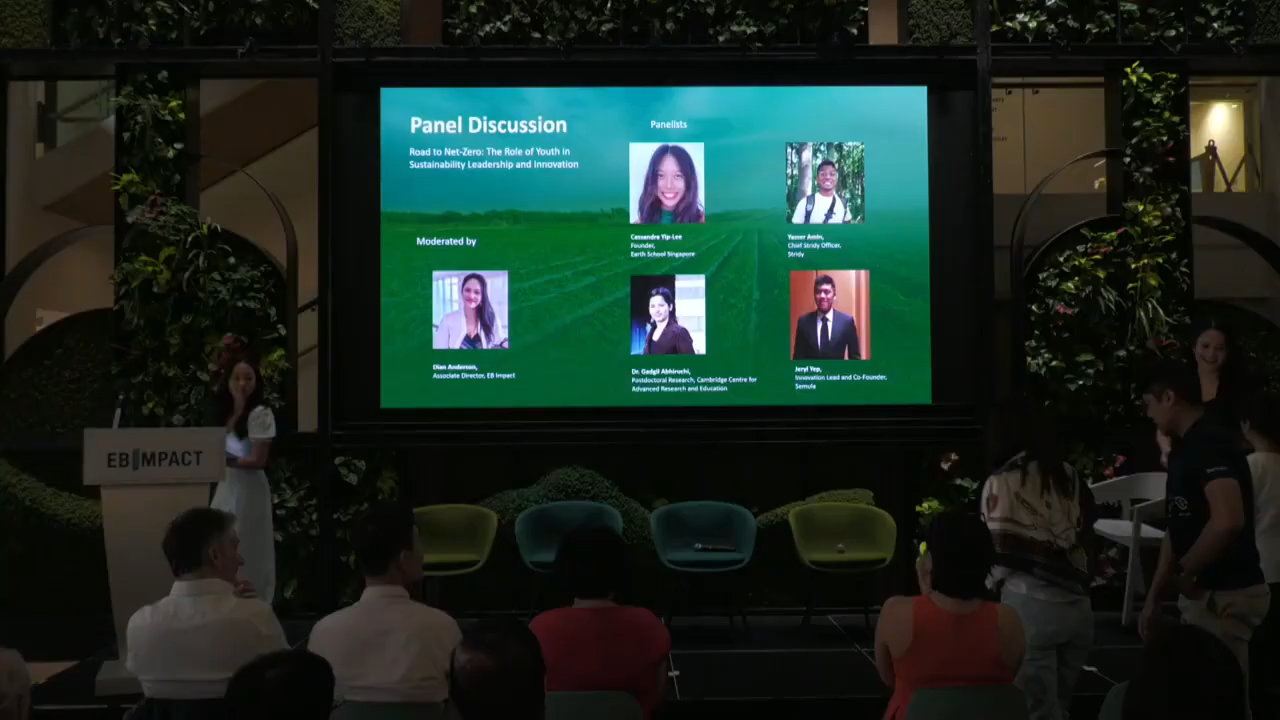 Panel Discussion
Road to Net-Zero: The Role of Youth in
Sustainability Leadership and Innovation
Panelists
Cassandra Yip-Lee
Founder,
Earth School Singapore
Yasser Amin,
Chief Stridy Officer,
Stridy
Moderated by
Dian Anderson,
Associate Director, EB Impact
Dr. Gadgil Abhiruchi,
Postdoctoral Research, Cambridge Centre for
Advanced Research and Education
Jeryl Yep,
Innovation Lead and Co-Founder,
Semula
EB IMPACT